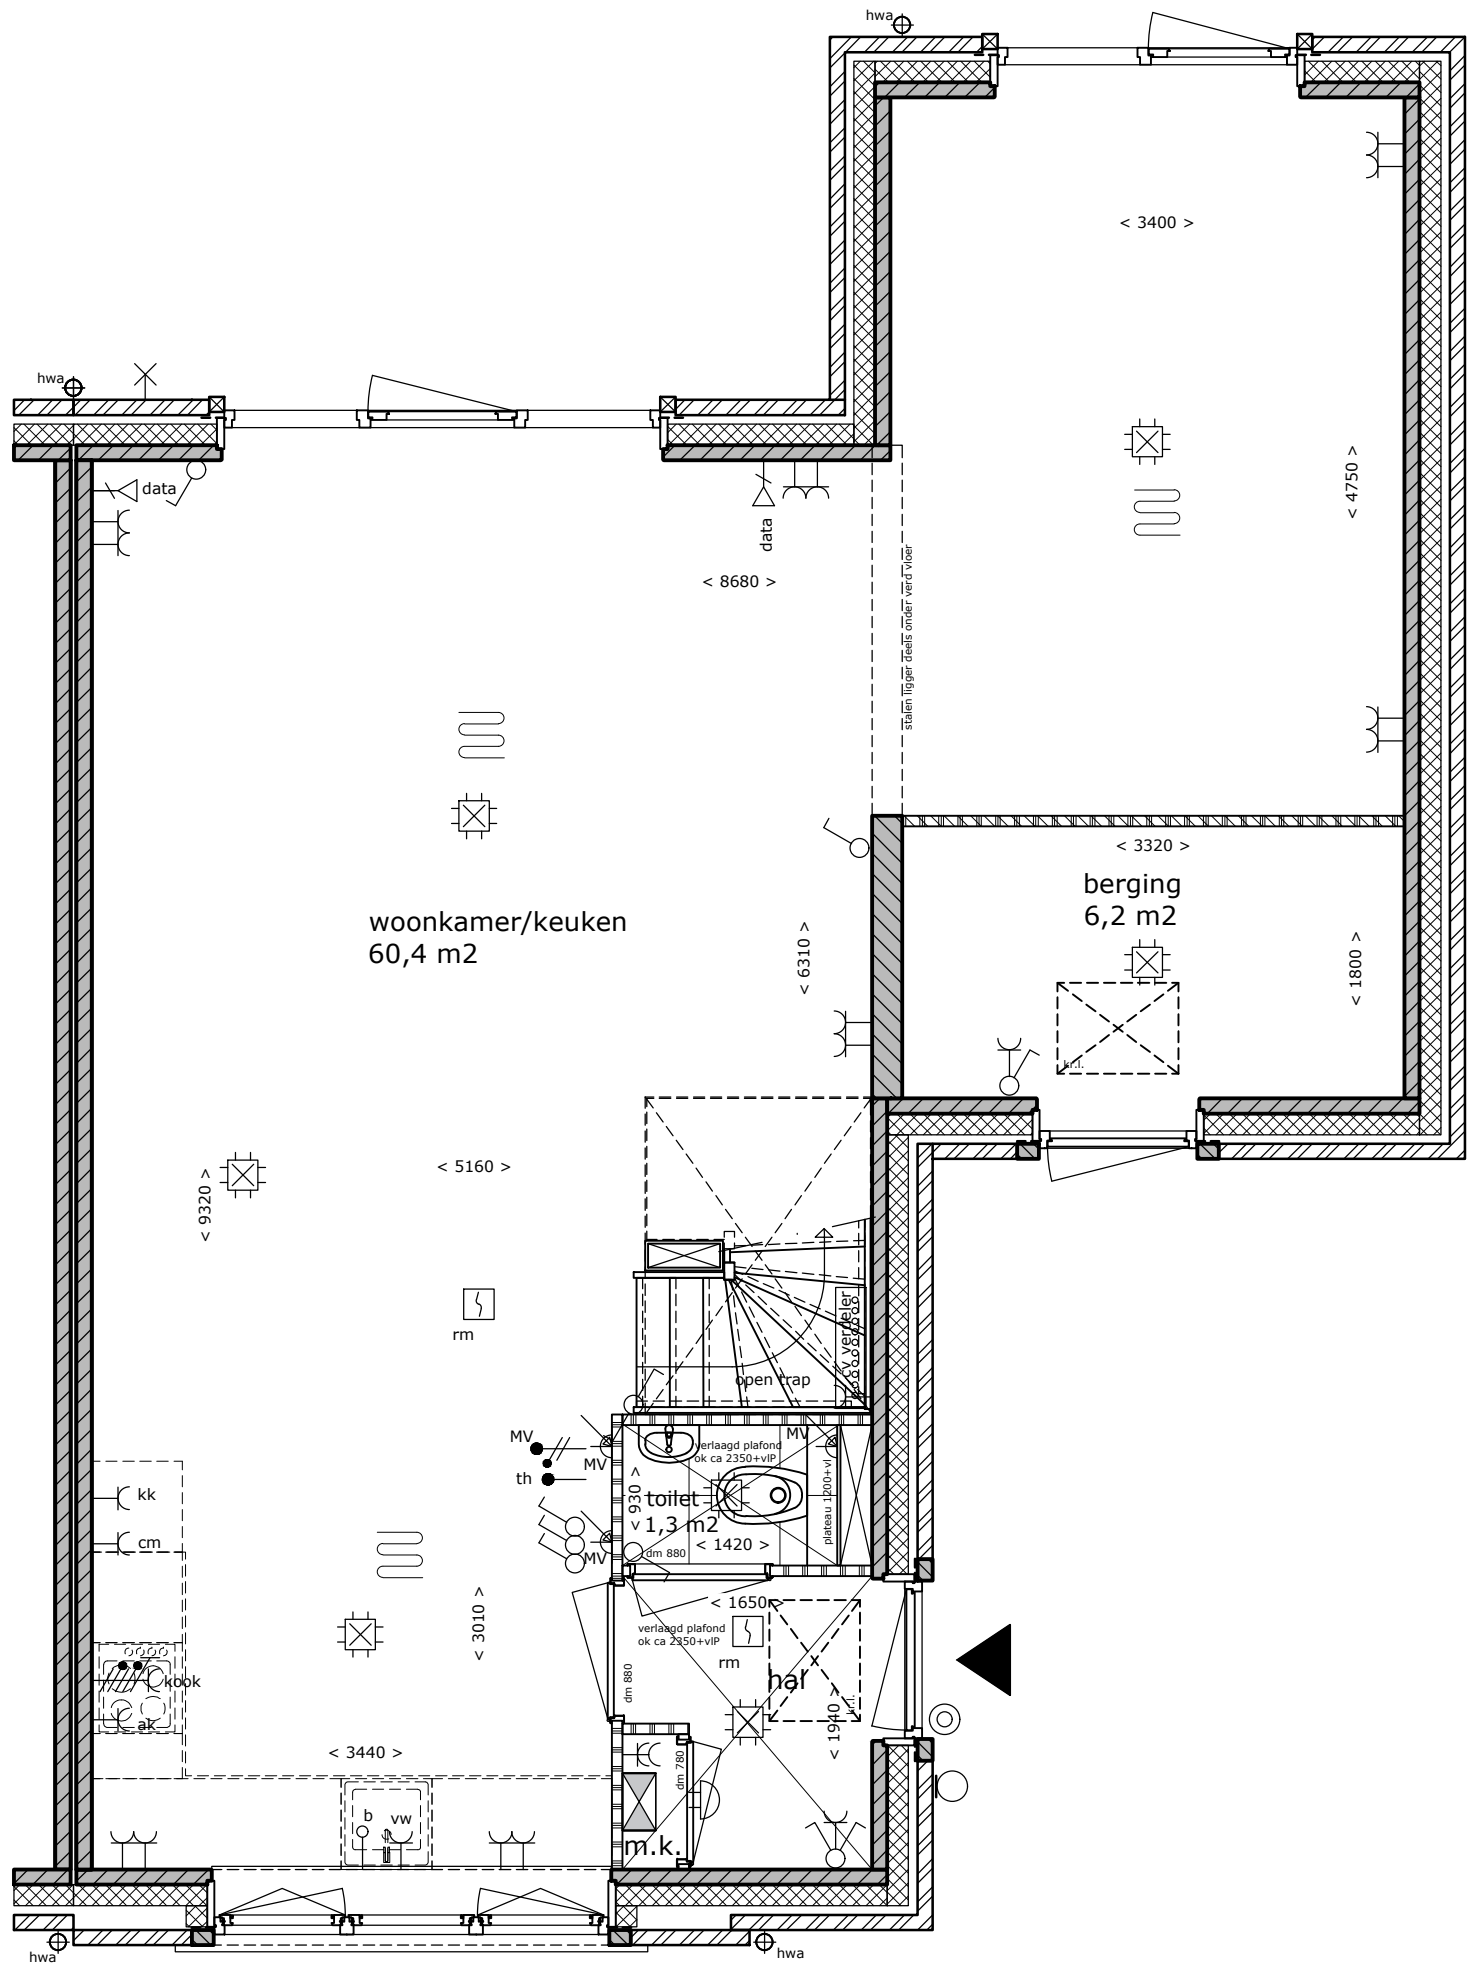 hwa
< 3400 >
hwa
data
data
< 8680 >
< 4750 >
stalen ligger deels onder verd vloer
< 3320 >
berging
6,2 m2
woonkamer/keuken
60,4 m2
< 6310 >
< 1800 >
kr.l.
< 5160 >
< 9320 >
rm
cv verdeler
open trap
MV
MV
MV
verlaagd plafond
ok ca 2350+vlP
th
kk
cm
< 930 >
toilet
1,3 m2
plateau 1200+vl
< 1420 >
MV
dm 880
< 3010 >
< 1650 >
verlaagd plafond
ok ca 2350+vlP
rm
hal
dm 880
kr.l.
< 1940 >
kook
ak
< 3440 >
dm 780
b
vw
m.k.
hwa
hwa